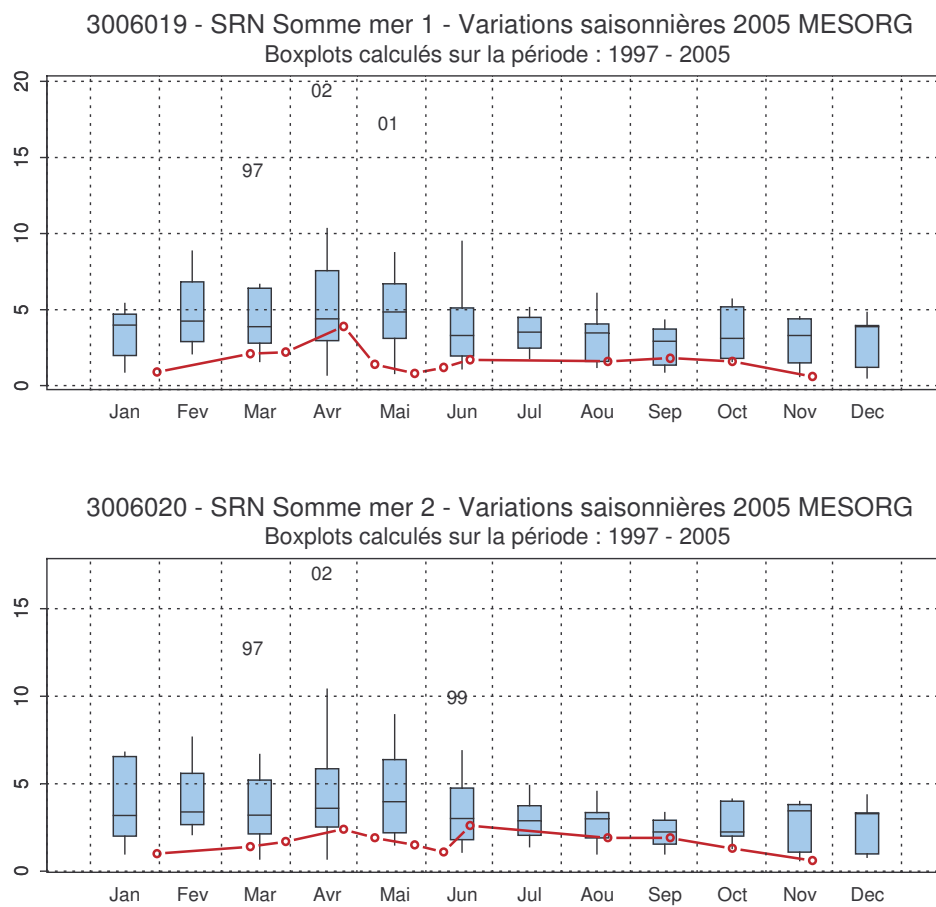 3006019 - SRN Somme mer 1 - Variations saisonnières 2005 MESORG
Boxplots calculés sur la période : 1997 - 2005
20
02
01
15
97
10
5
0
Jan Fev Mar Avr Mai Jun Jul Aou Sep Oct Nov Dec
3006020 - SRN Somme mer 2 - Variations saisonnières 2005 MESORG
Boxplots calculés sur la période : 1997 - 2005
02
15
97
10
99
5
0
Jan Fev Mar Avr Mai Jun Jul Aou Sep Oct Nov Dec